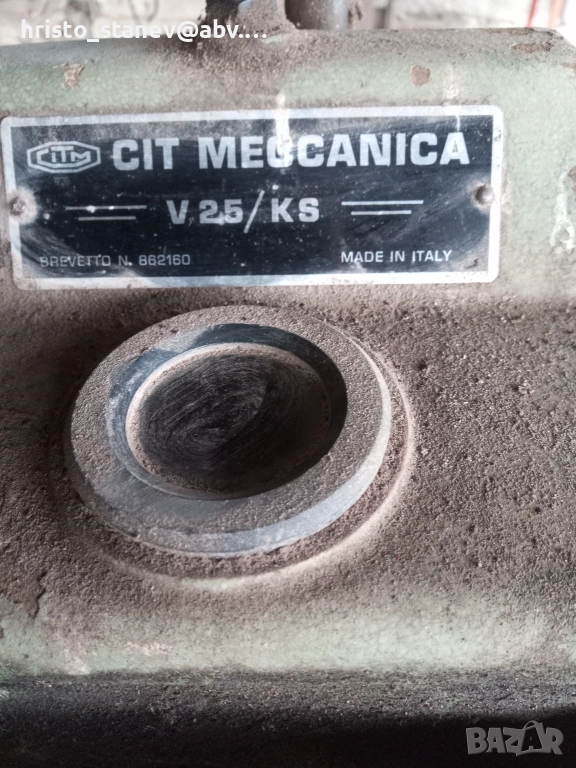 hristo_stanev@abv....
CITM CIT MECCANICA
V 25/KS
BREVETTO N. 862160 MADE IN ITALY
BAZAR